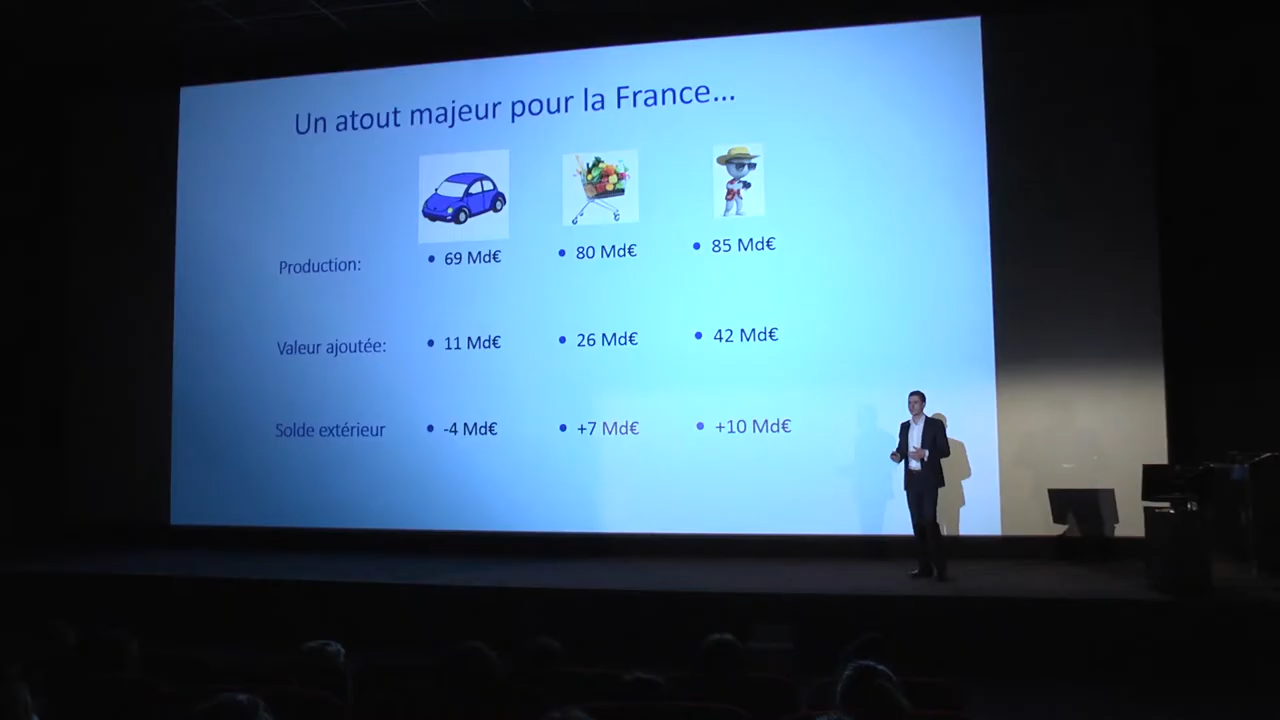 Un atout majeur pour la France...
Production: • 69 Md€ • 80 Md€ • 85 Md€
Valeur ajoutée: • 11 Md€ • 26 Md€ • 42 Md€
Solde extérieur • -4 Md€ • +7 Md€ • +10 Md€